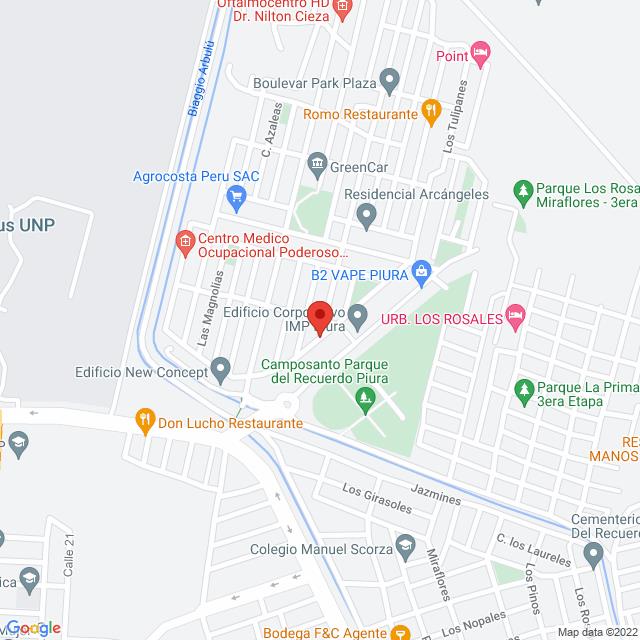 Oftalmocentro HD
Dr. Nilton Cieza
Biaggio Arbulú
Point
Boulevar Park Plaza
Romo Restaurante
Los Tulipanes
C. Azaleas
GreenCar
Agrocosta Peru SAC
Residencial Arcángeles
Parque Los Rosa
Miraflores - 3era
us UNP
Centro Medico
Ocupacional Poderoso...
B2 VAPE PIURA
Las Magnolias
Edificio Corpo
vo
IMP
ura
URB. LOS ROSALES
Edificio New Concept
Camposanto Parque
del Recuerdo Piura
Parque La Prima
3era Etapa
Don Lucho Restaurante
RES
MANOS
Jazmines
Los Girasoles
Cementerio
Del Recuer
C. los Laureles
Calle 21
Colegio Manuel Scorza
Miraflores
Los Pinos
Los Ro
ica
Los Nopales
Google
Bodega F&C Agente
Map data ©2022